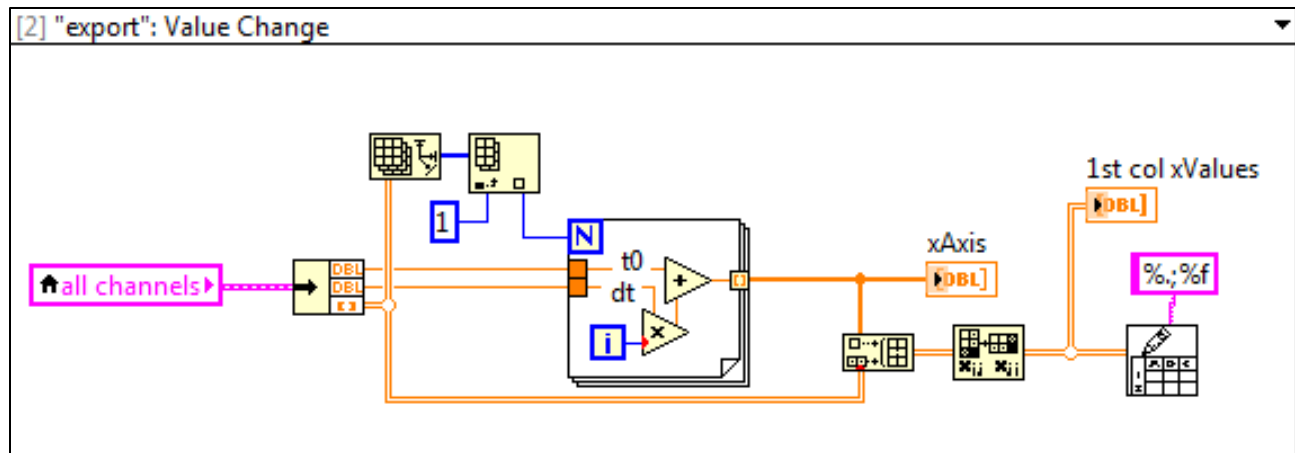 [2] "export": Value Change
1st col xValues
[DBL]
1
N
xAxis
t0
[DBL]
%.;%f
all channels
DBL
DBL
[ ]
+
dt
×
i